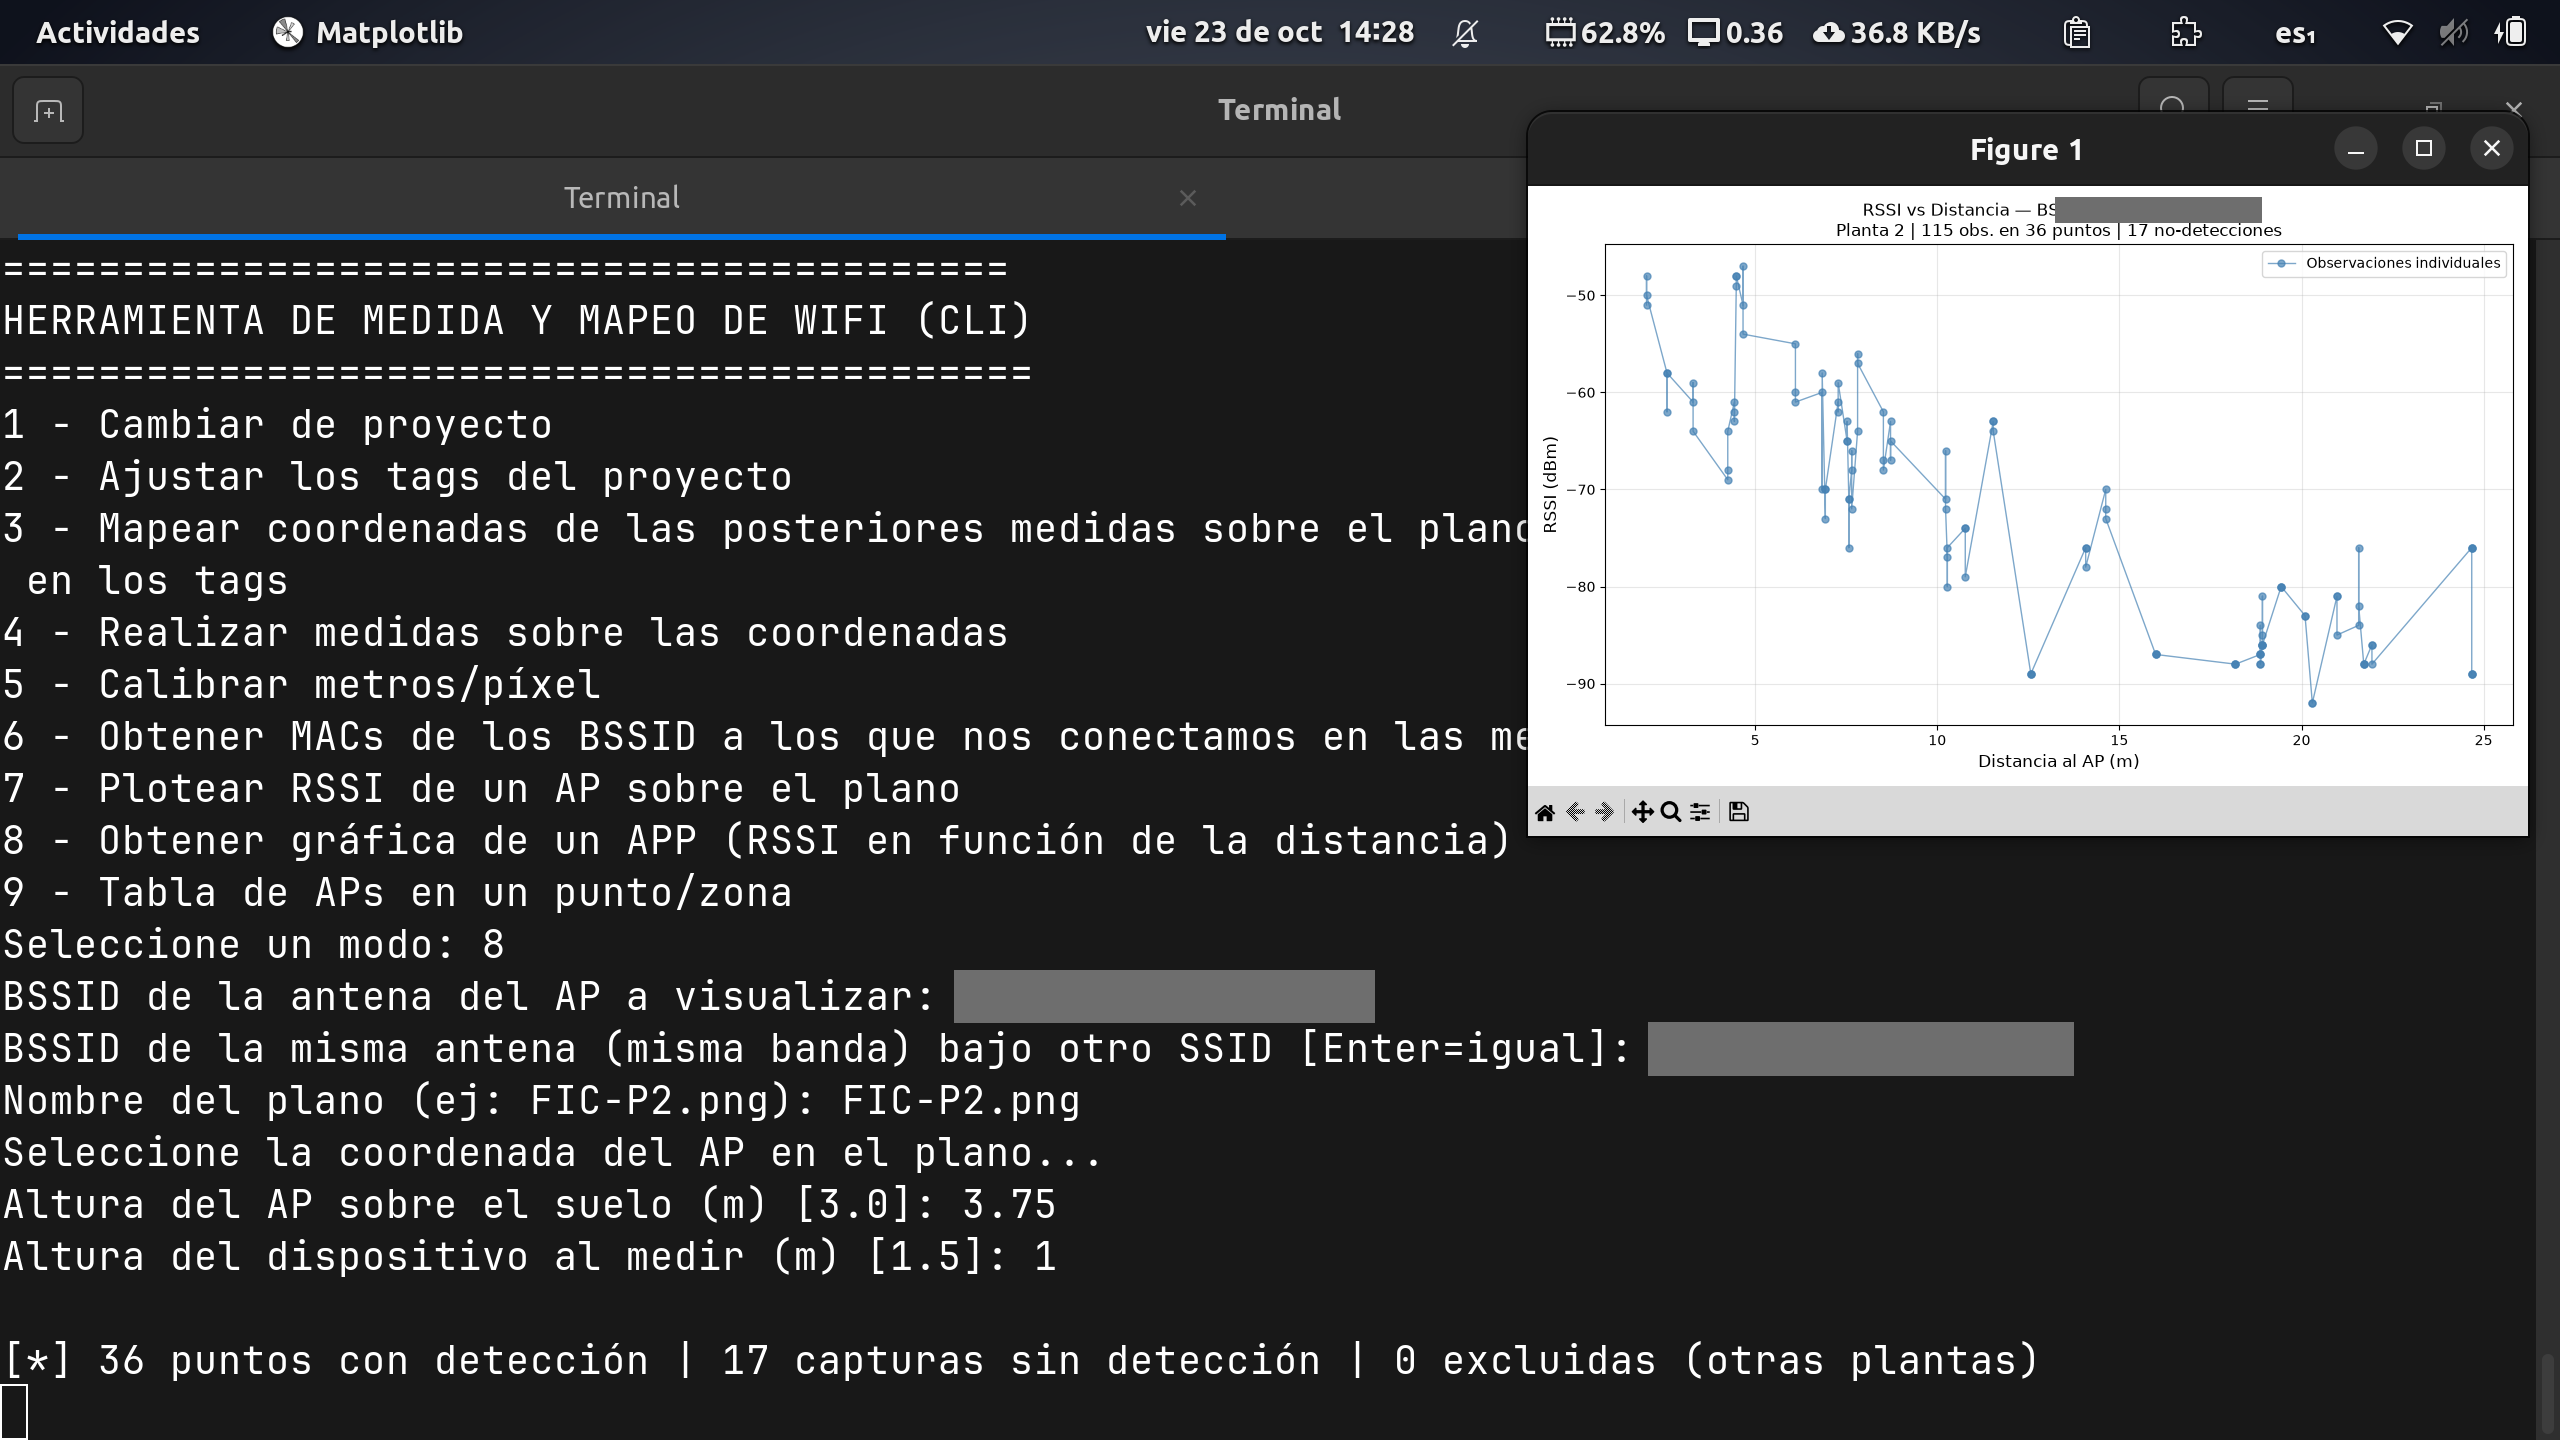 Actividades Matplotlib vie 23 de oct 14:28 62.8% 0.36 36.8 KB/s es₁
Terminal
Terminal
==========================================
HERRAMIENTA DE MEDIDA Y MAPEO DE WIFI (CLI)
===========================================
1 - Cambiar de proyecto
2 - Ajustar los tags del proyecto
3 - Mapear coordenadas de las posteriores medidas sobre el plano
en los tags
4 - Realizar medidas sobre las coordenadas
5 - Calibrar metros/píxel
6 - Obtener MACs de los BSSID a los que nos conectamos en las me
7 - Plotear RSSI de un AP sobre el plano
8 - Obtener gráfica de un APP (RSSI en función de la distancia)
9 - Tabla de APs en un punto/zona
Seleccione un modo: 8
BSSID de la antena del AP a visualizar:
BSSID de la misma antena (misma banda) bajo otro SSID [Enter=igual]:
Nombre del plano (ej: FIC-P2.png): FIC-P2.png
Seleccione la coordenada del AP en el plano...
Altura del AP sobre el suelo (m) [3.0]: 3.75
Altura del dispositivo al medir (m) [1.5]: 1
[*] 36 puntos con detección | 17 capturas sin detección | 0 excluidas (otras plantas)
Figure 1
RSSI vs Distancia — BS
Planta 2 | 115 obs. en 36 puntos | 17 no-detecciones
Observaciones individuales
RSSI (dBm)
−50
−60
−70
−80
−90
5 10 15 20 25
Distancia al AP (m)